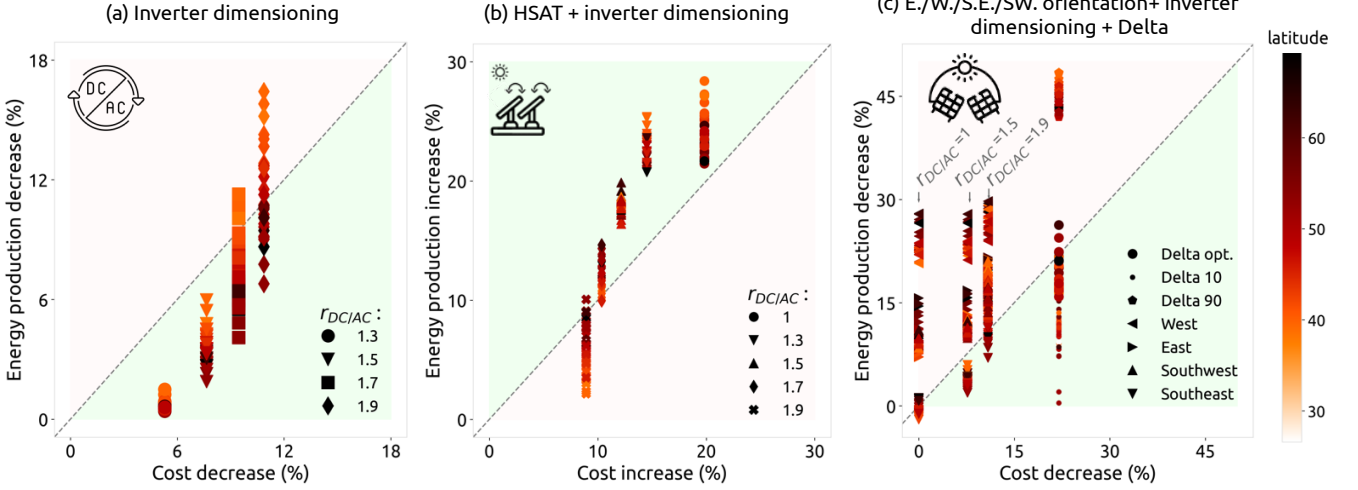 (a) Inverter dimensioning
Energy production decrease (%)
18
12
6
0
DC
AC
r_DC/AC :
1.3
1.5
1.7
1.9
0 6 12 18
Cost decrease (%)
(b) HSAT + inverter dimensioning
Energy production increase (%)
30
20
10
0
r_DC/AC :
1
1.3
1.5
1.7
1.9
0 10 20 30
Cost increase (%)
(c) E./W./S.E./SW. orientation+ inverter
dimensioning + Delta
Energy production decrease (%)
45
30
15
0
r_DC/AC =1
r_DC/AC =1.5
r_DC/AC =1.9
Delta opt.
Delta 10
Delta 90
West
East
Southwest
Southeast
0 15 30 45
Cost decrease (%)
latitude
60
50
40
30